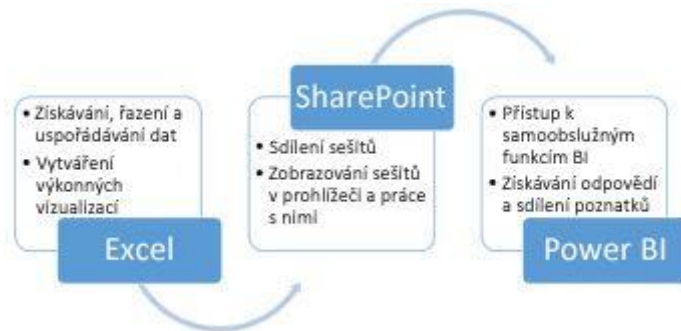 • Získávání, řazení a
uspořádávání dat
• Vytváření
výkonných
vizualizací
Excel
SharePoint
• Sdílení sešitů
• Zobrazování sešitů
v prohlížeči a práce
s nimi
• Přístup k
samoobslužným
funkcím BI
• Získávání odpovědí
a sdílení poznatků
Power BI